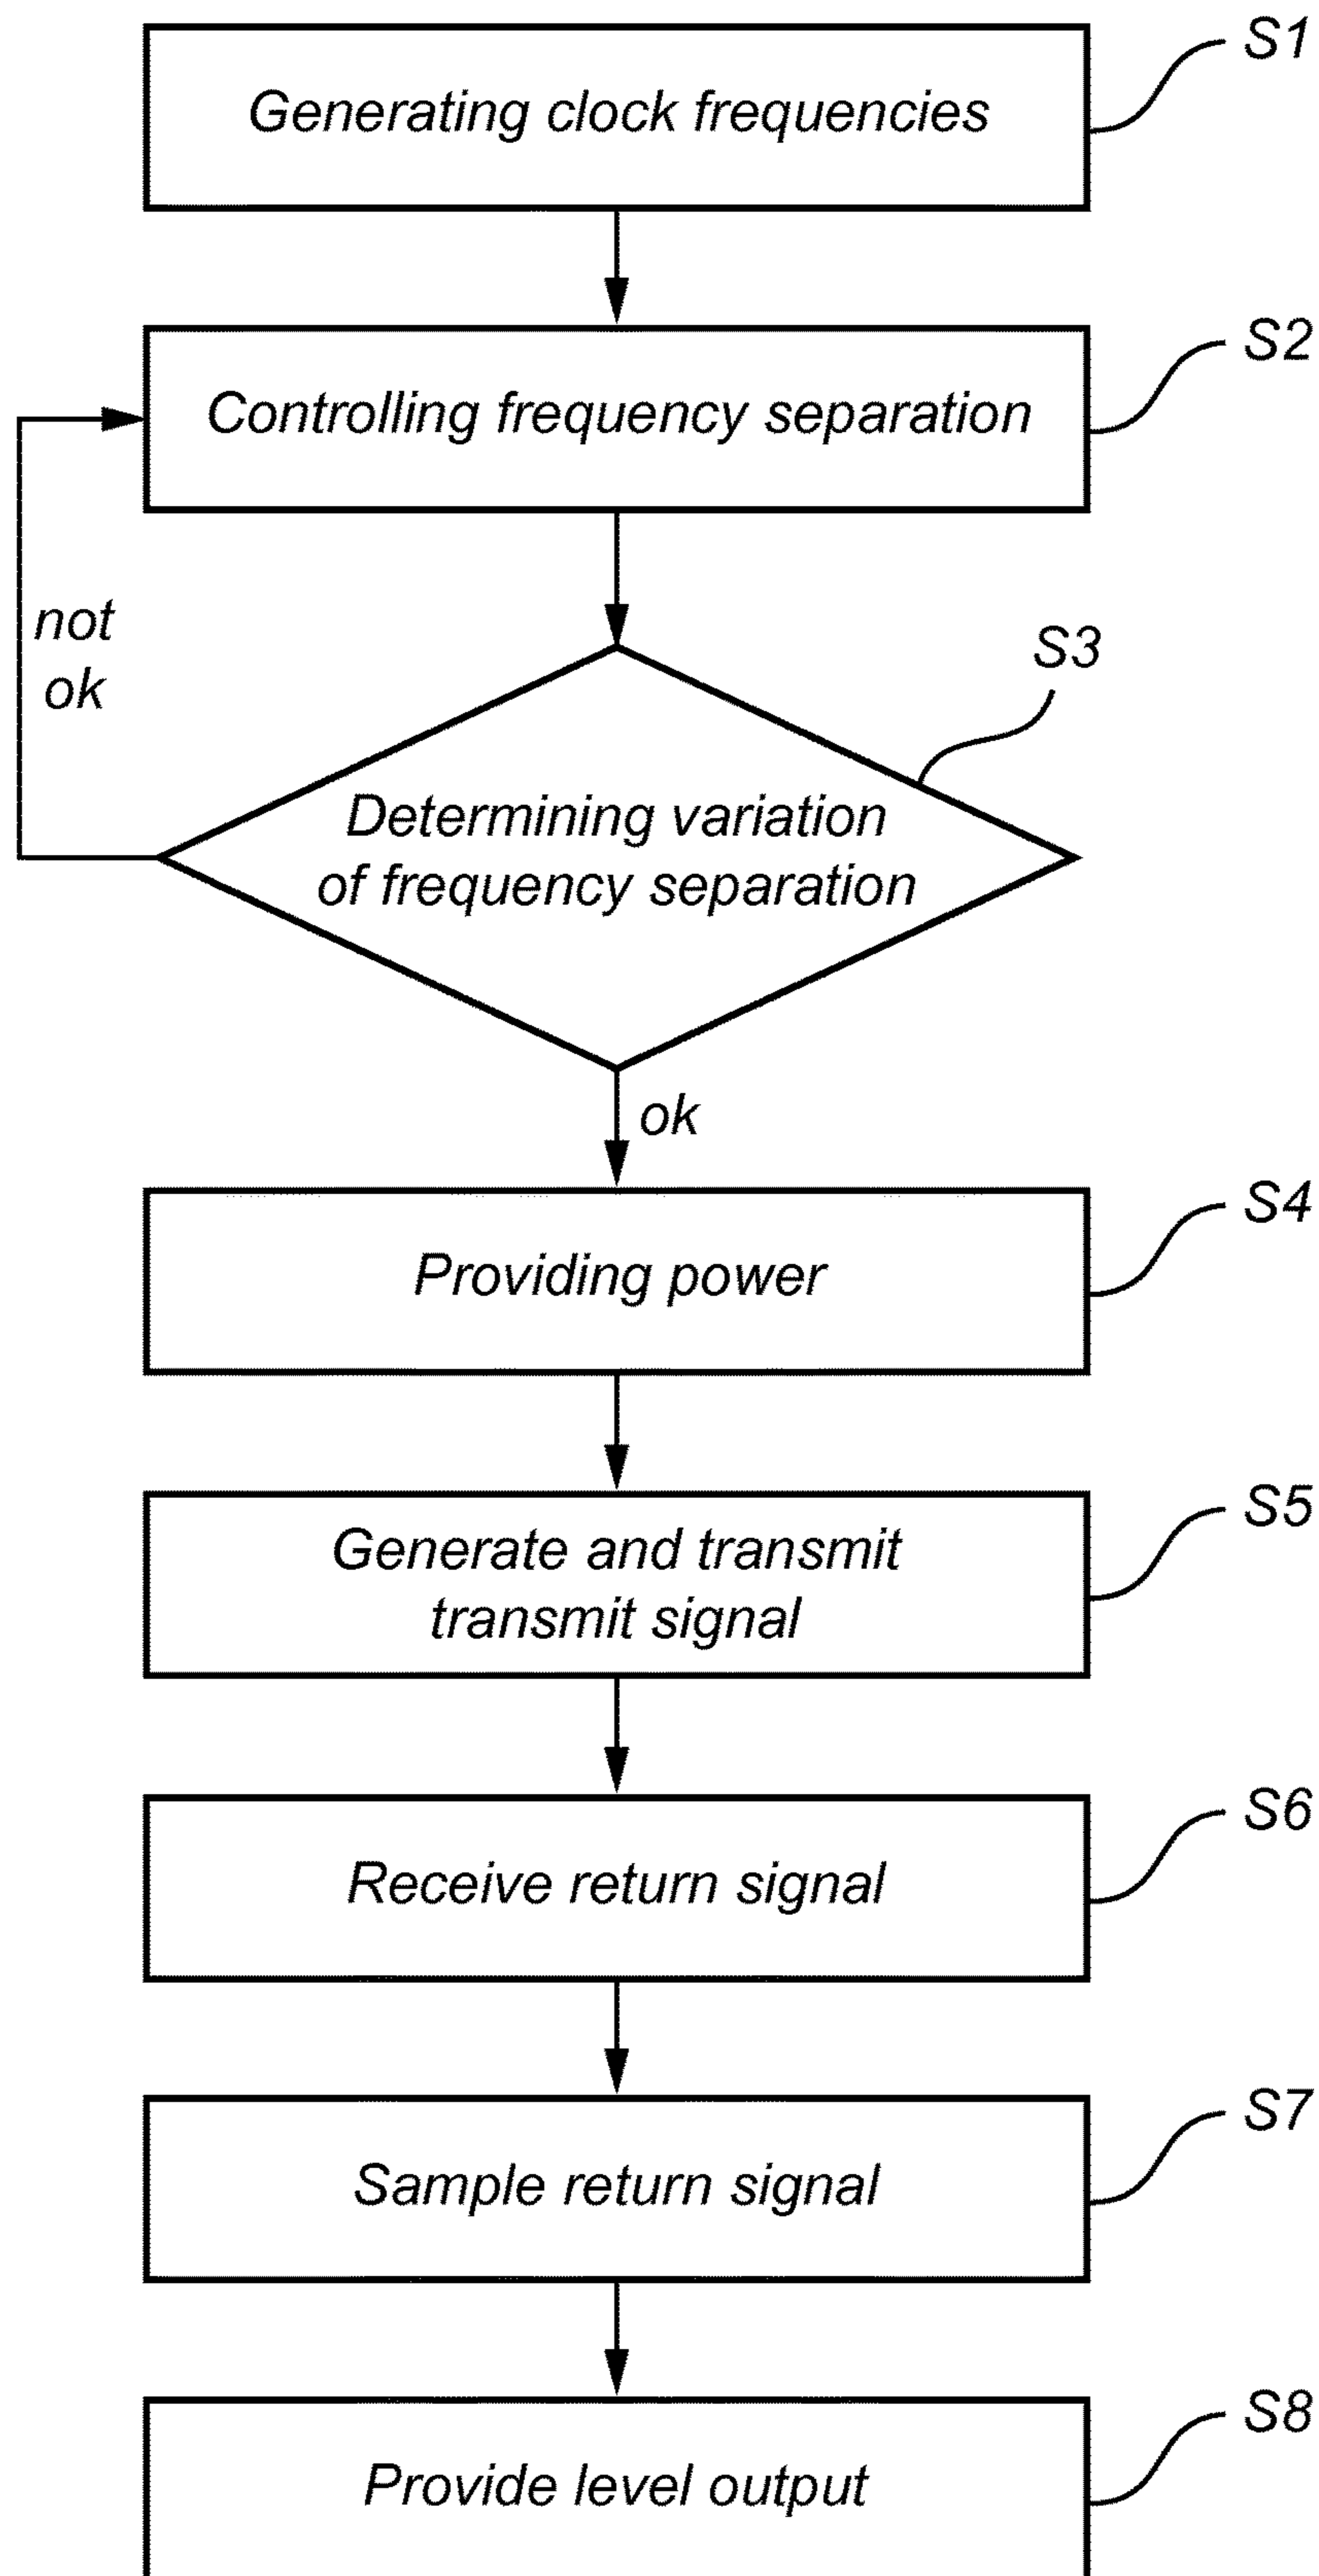 Generating clock frequencies
S1
Controlling frequency separation
S2
not
ok
S3
Determining variation
of frequency separation
ok
Providing power
S4
Generate and transmit
transmit signal
S5
Receive return signal
S6
Sample return signal
S7
Provide level output
S8